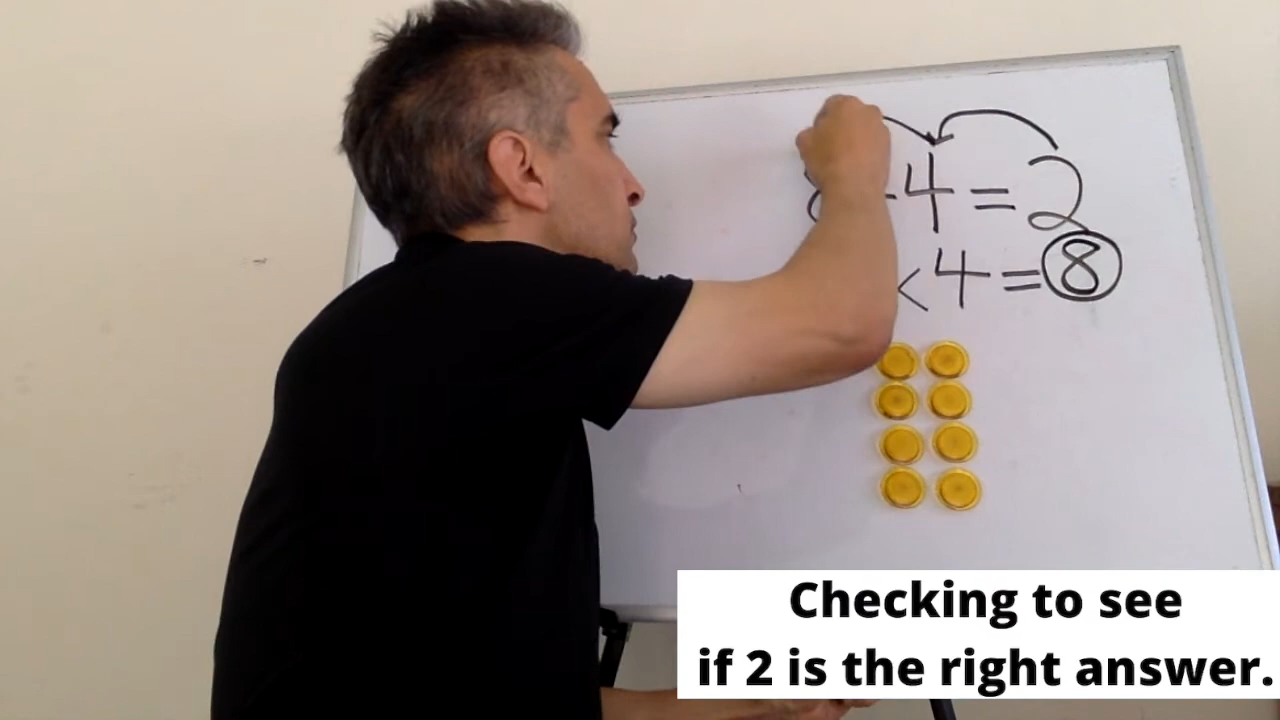 4 = 2
× 4 = 8
Checking to see
if 2 is the right answer.